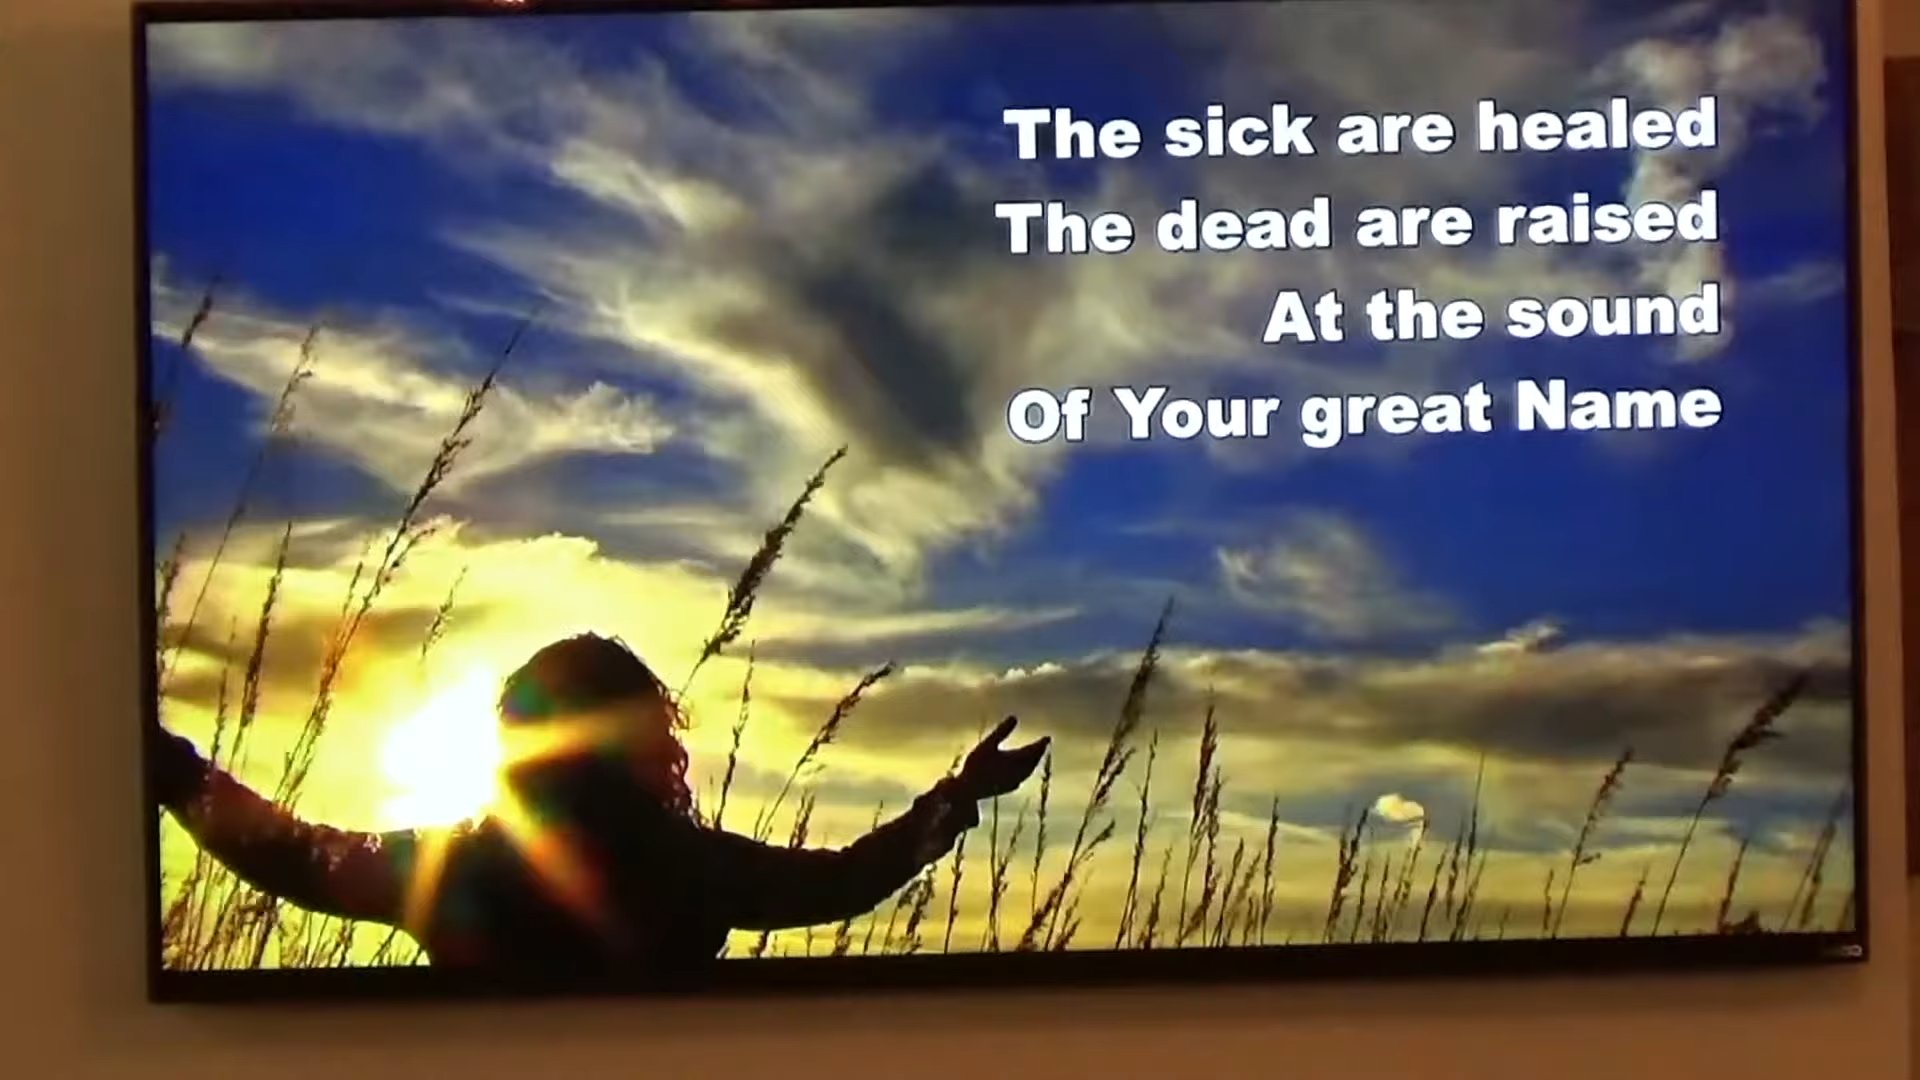 The sick are healed
The dead are raised
At the sound
Of Your great Name